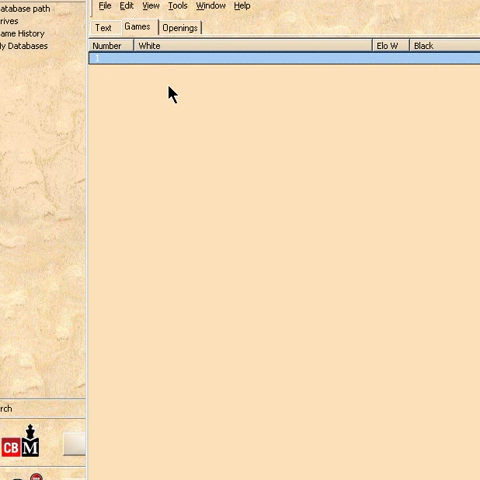 File Edit View Tools Window Help
atabase path
rives
ame History
ly Databases
Text Games Openings
Number White Elo W Black
1
rch
CB M